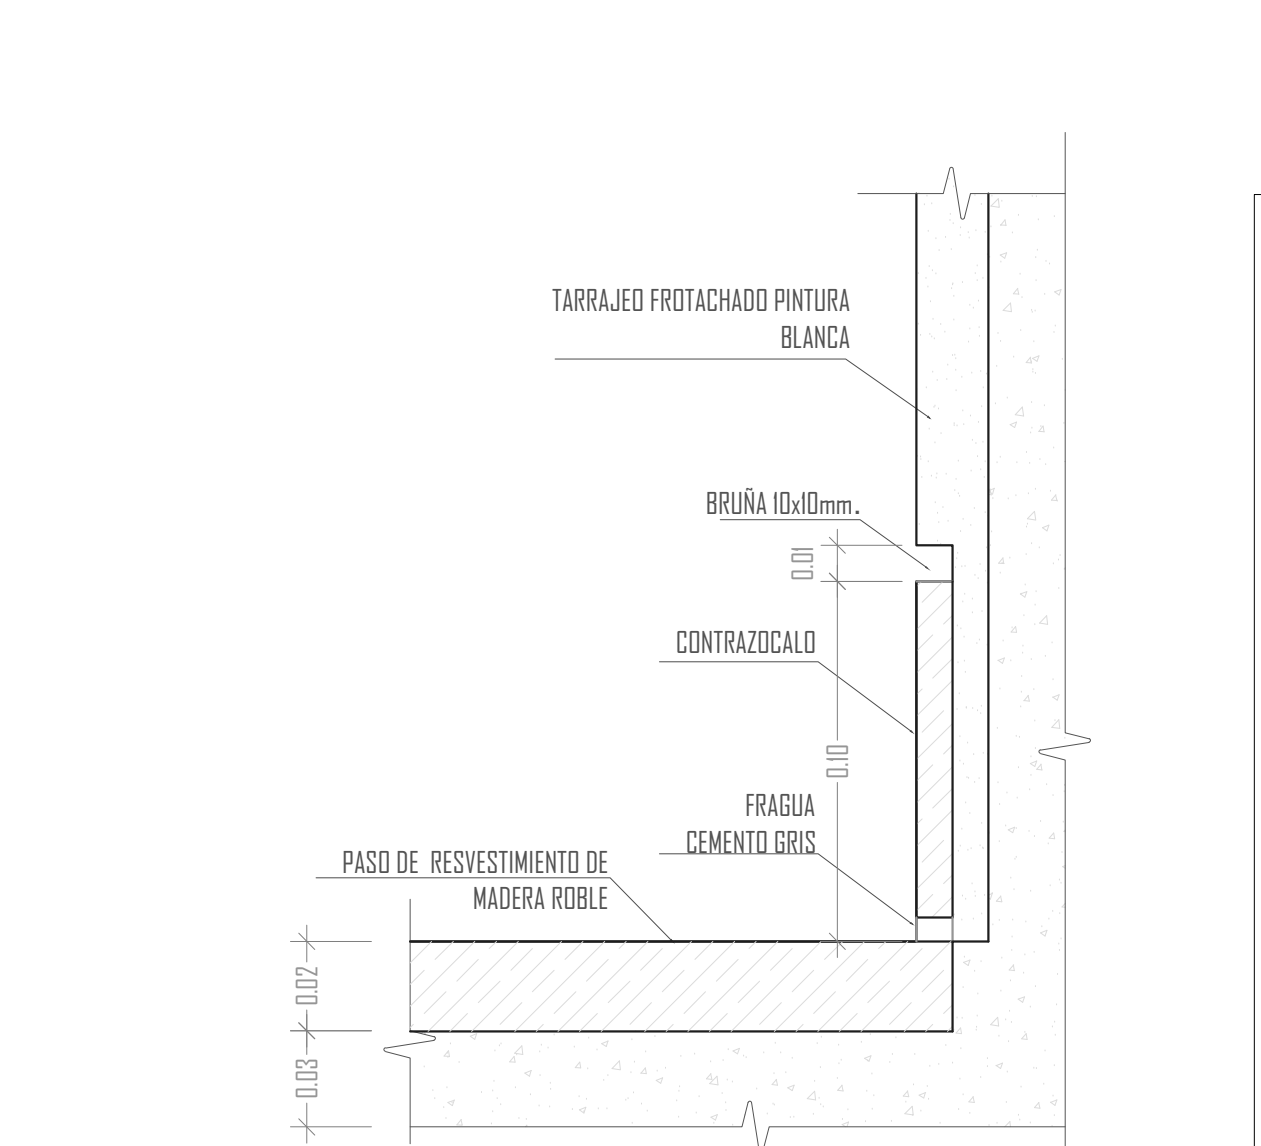 TARRAJEO FROTACHADO PINTURA
BLANCA
BRUÑA 10x10mm.
0.01
CONTRAZOCALO
0.10
FRAGUA
CEMENTO GRIS
PASO DE RESVESTIMIENTO DE
MADERA ROBLE
0.02
0.03